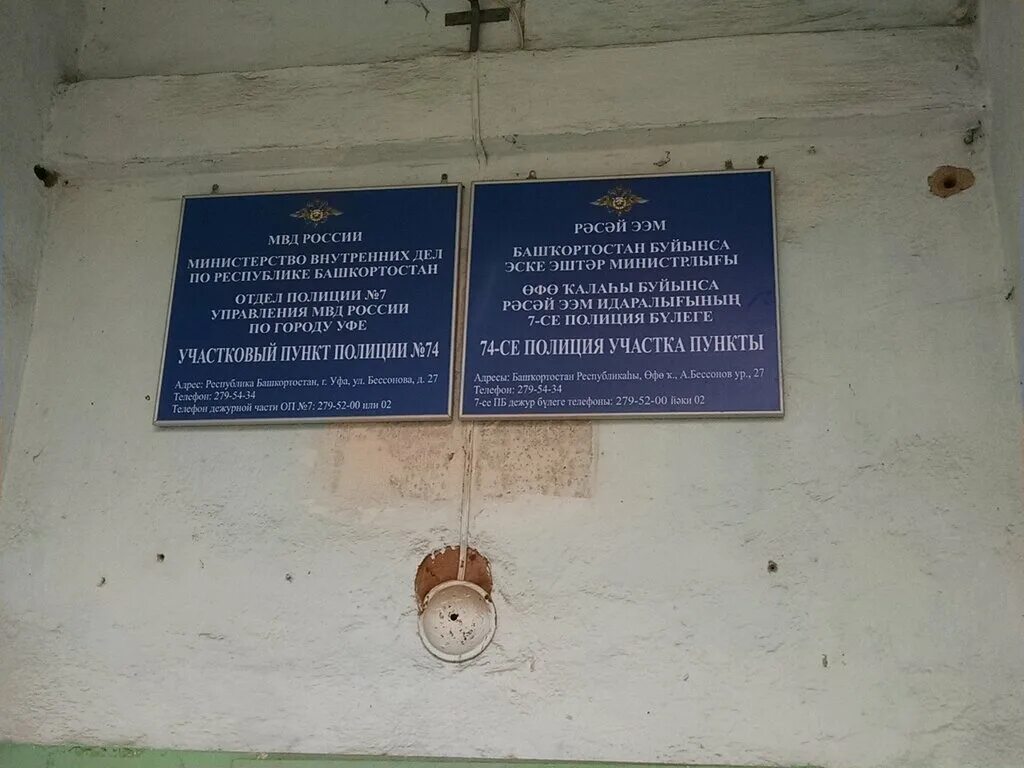 МВД РОССИИ
МИНИСТЕРСТВО ВНУТРЕННИХ ДЕЛ
ПО РЕСПУБЛИКЕ БАШКОРТОСТАН
ОТДЕЛ ПОЛИЦИИ №7
УПРАВЛЕНИЯ МВД РОССИИ
ПО ГОРОДУ УФЕ
УЧАСТКОВЫЙ ПУНКТ ПОЛИЦИИ №74
Адрес: Республика Башкортостан, г. Уфа, ул. Бессонова, д. 27
Телефон: 279-54-34
Телефон дежурной части ОП №7: 279-52-00 или 02
РӘСӘЙ ЭЭМ
БАШҠОРТОСТАН БУЙЫНСА
ЭСКЕ ЭШТӘР МИНИСТРЛЫҒЫ
ӨФӨ ҠАЛАҺЫ БУЙЫНСА
РӘСӘЙ ЭЭМ ИДАРАЛЫҒЫНЫҢ
7-СЕ ПОЛИЦИЯ БҮЛЕГЕ
74-СЕ ПОЛИЦИЯ УЧАСТКА ПУНКТЫ
Адресы: Башҡортостан Республикаһы, Өфө ҡ., А.Бессонов ур., 27
Телефон: 279-54-34
7-се ПБ дежур бүлеге телефоны: 279-52-00 йәки 02